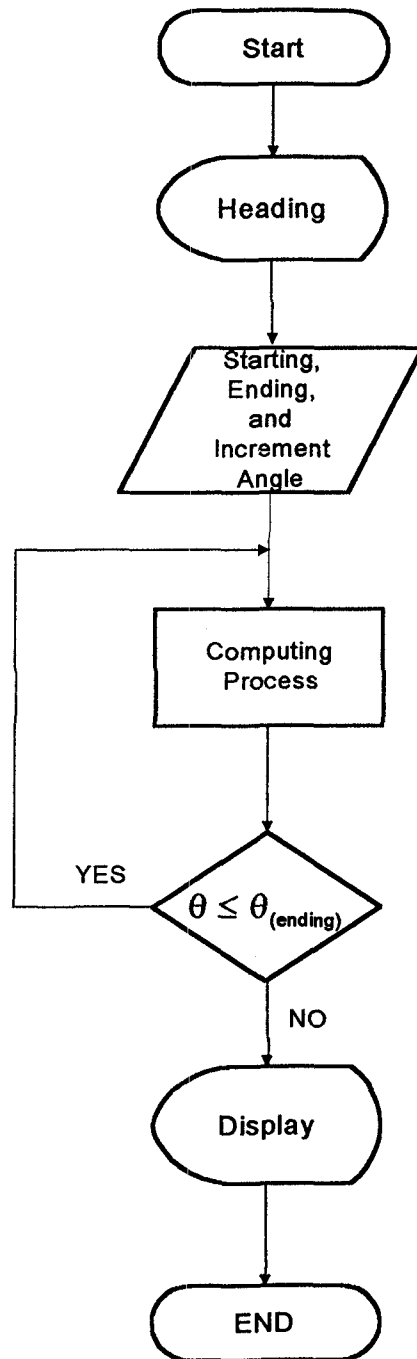 Start
Heading
Starting,
Ending,
and
Increment
Angle
Computing
Process
YES
θ ≤ θ(ending)
NO
Display
END